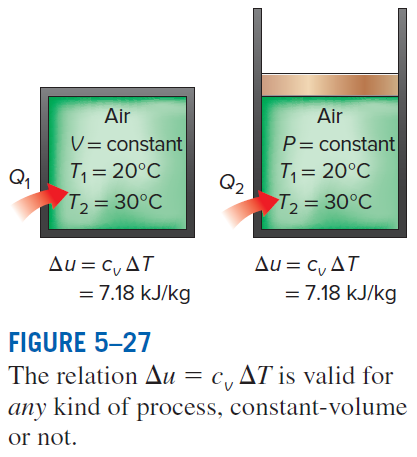 Air
V = constant
T₁ = 20°C
T₂ = 30°C
Q₁
Δu = cᵥ ΔT
= 7.18 kJ/kg
Air
P = constant
T₁ = 20°C
T₂ = 30°C
Q₂
Δu = cᵥ ΔT
= 7.18 kJ/kg
FIGURE 5–27
The relation Δu = cᵥ ΔT is valid for
any kind of process, constant-volume
or not.